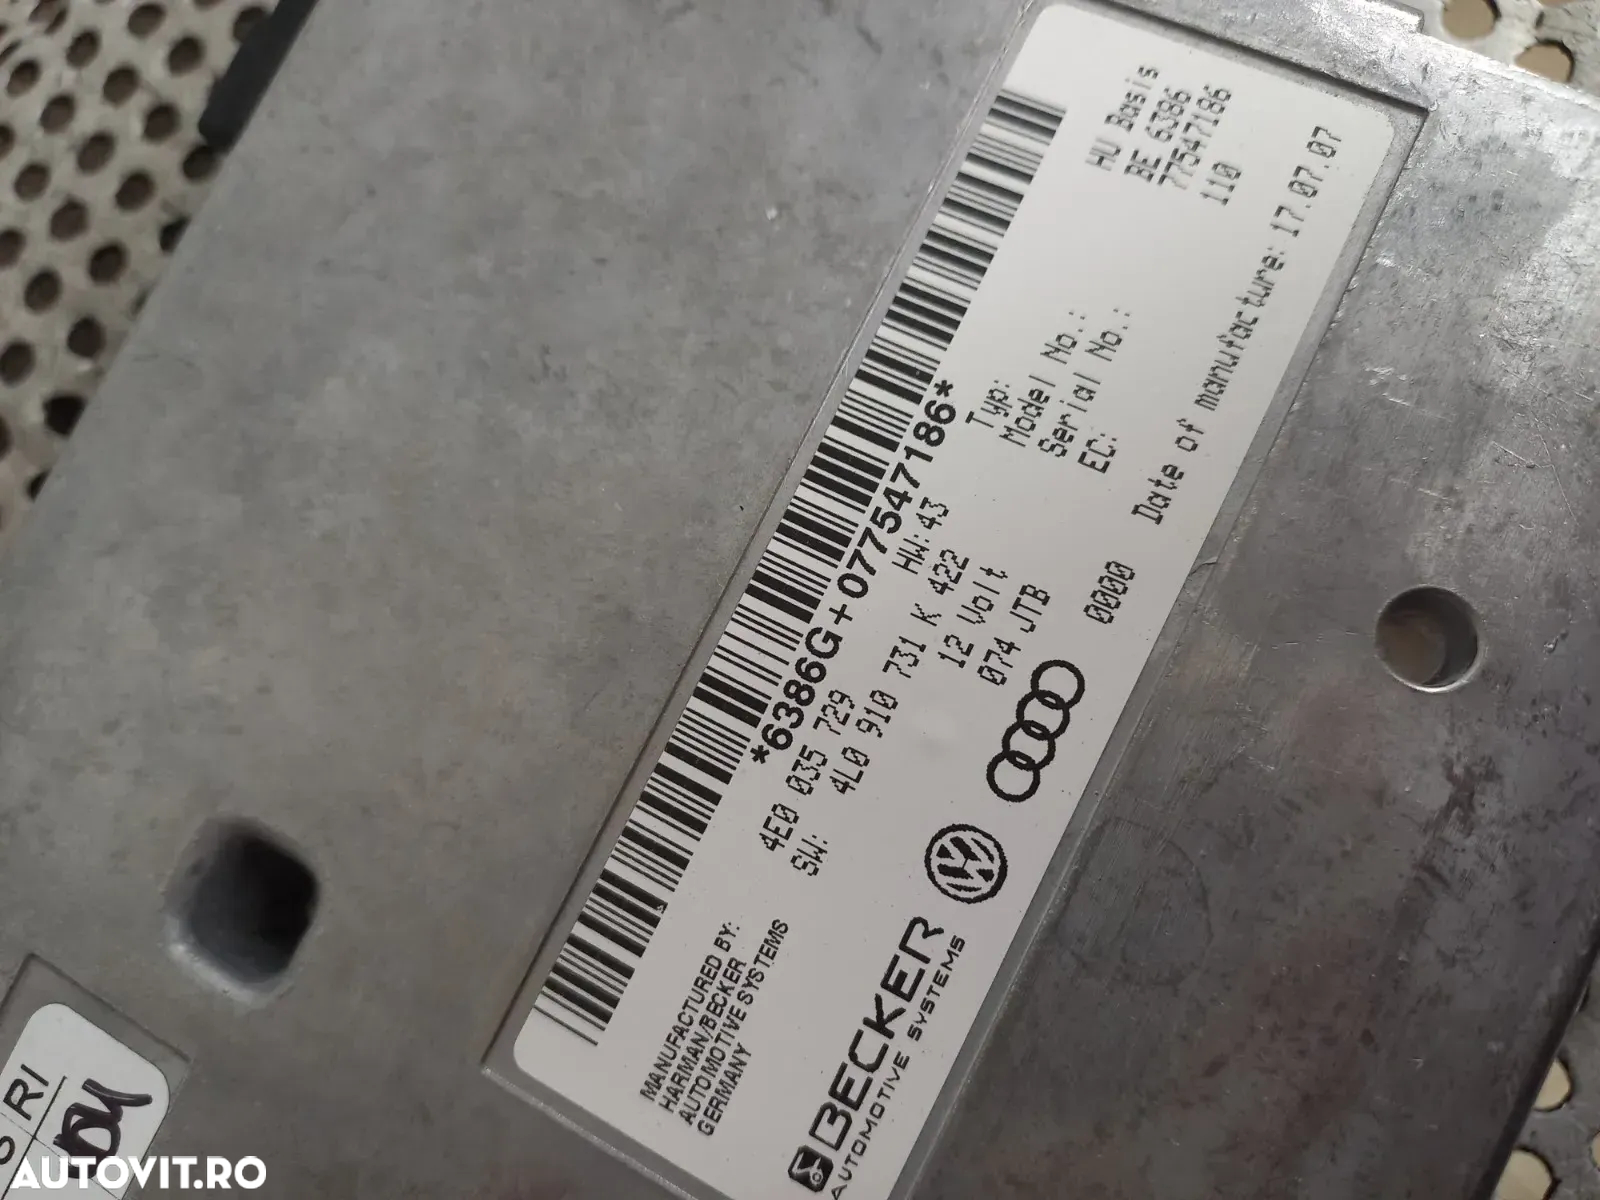 *6386G+077547186*
4E0 035 729 HW:43
SW: 4L0 910 731 K 422
12 Volt
074 JTB
0000
Typ: HU Basis
Model No.: BE 6386
Serial No.: 77547186
EC: 110
Date of manufacture: 17.07.07
MANUFACTURED BY:
HARMAN/BECKER
AUTOMOTIVE SYSTEMS
GERMANY
BECKER
AUTOMOTIVE SYSTEMS
RI
AUTOVIT.RO